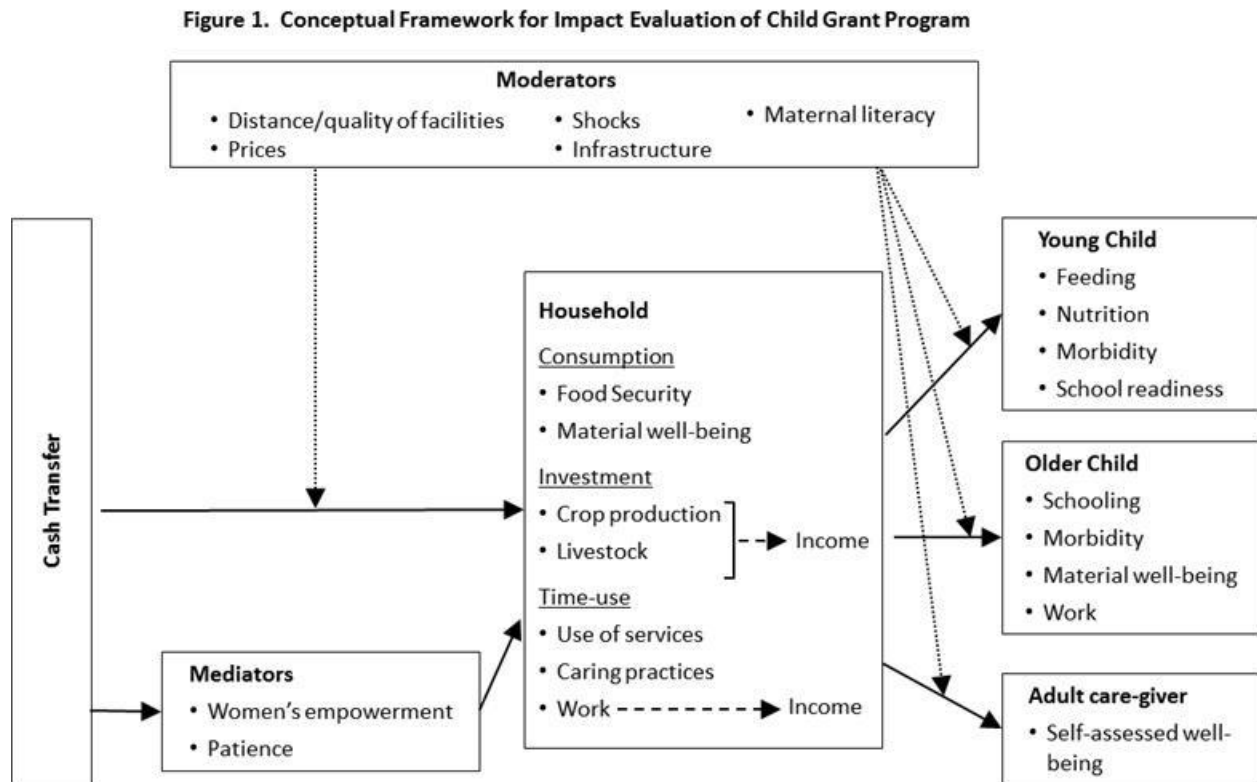 Figure 1. Conceptual Framework for Impact Evaluation of Child Grant Program
Moderators
• Distance/quality of facilities
• Prices
• Shocks
• Infrastructure
• Maternal literacy
Cash Transfer
Mediators
• Women's empowerment
• Patience
Household
Consumption
• Food Security
• Material well-being
Investment
• Crop production
• Livestock
Income
Time-use
• Use of services
• Caring practices
• Work
Income
Young Child
• Feeding
• Nutrition
• Morbidity
• School readiness
Older Child
• Schooling
• Morbidity
• Material well-being
• Work
Adult care-giver
• Self-assessed well-
being